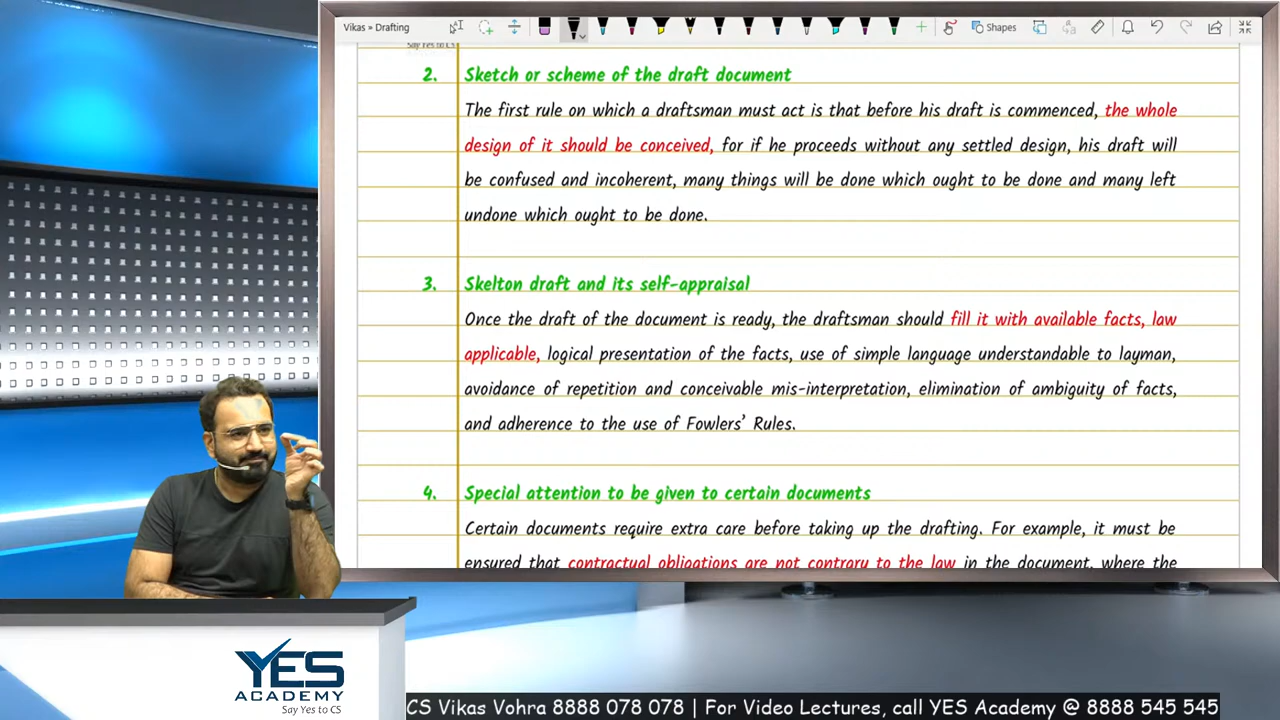 Vikas » Drafting
Shapes
Say Yes to CS
2. Sketch or scheme of the draft document
The first rule on which a draftsman must act is that before his draft is commenced, the whole
design of it should be conceived, for if he proceeds without any settled design, his draft will
be confused and incoherent, many things will be done which ought to be done and many left
undone which ought to be done.
3. Skelton draft and its self-appraisal
Once the draft of the document is ready, the draftsman should fill it with available facts, law
applicable, logical presentation of the facts, use of simple language understandable to layman,
avoidance of repetition and conceivable mis-interpretation, elimination of ambiguity of facts,
and adherence to the use of Fowlers' Rules.
4. Special attention to be given to certain documents
Certain documents require extra care before taking up the drafting. For example, it must be
ensured that contractual obligations are not contrary to the law in the document, where the
YES
ACADEMY
Say Yes to CS
CS Vikas Vohra 8888 078 078 | For Video Lectures, call YES Academy @ 8888 545 545